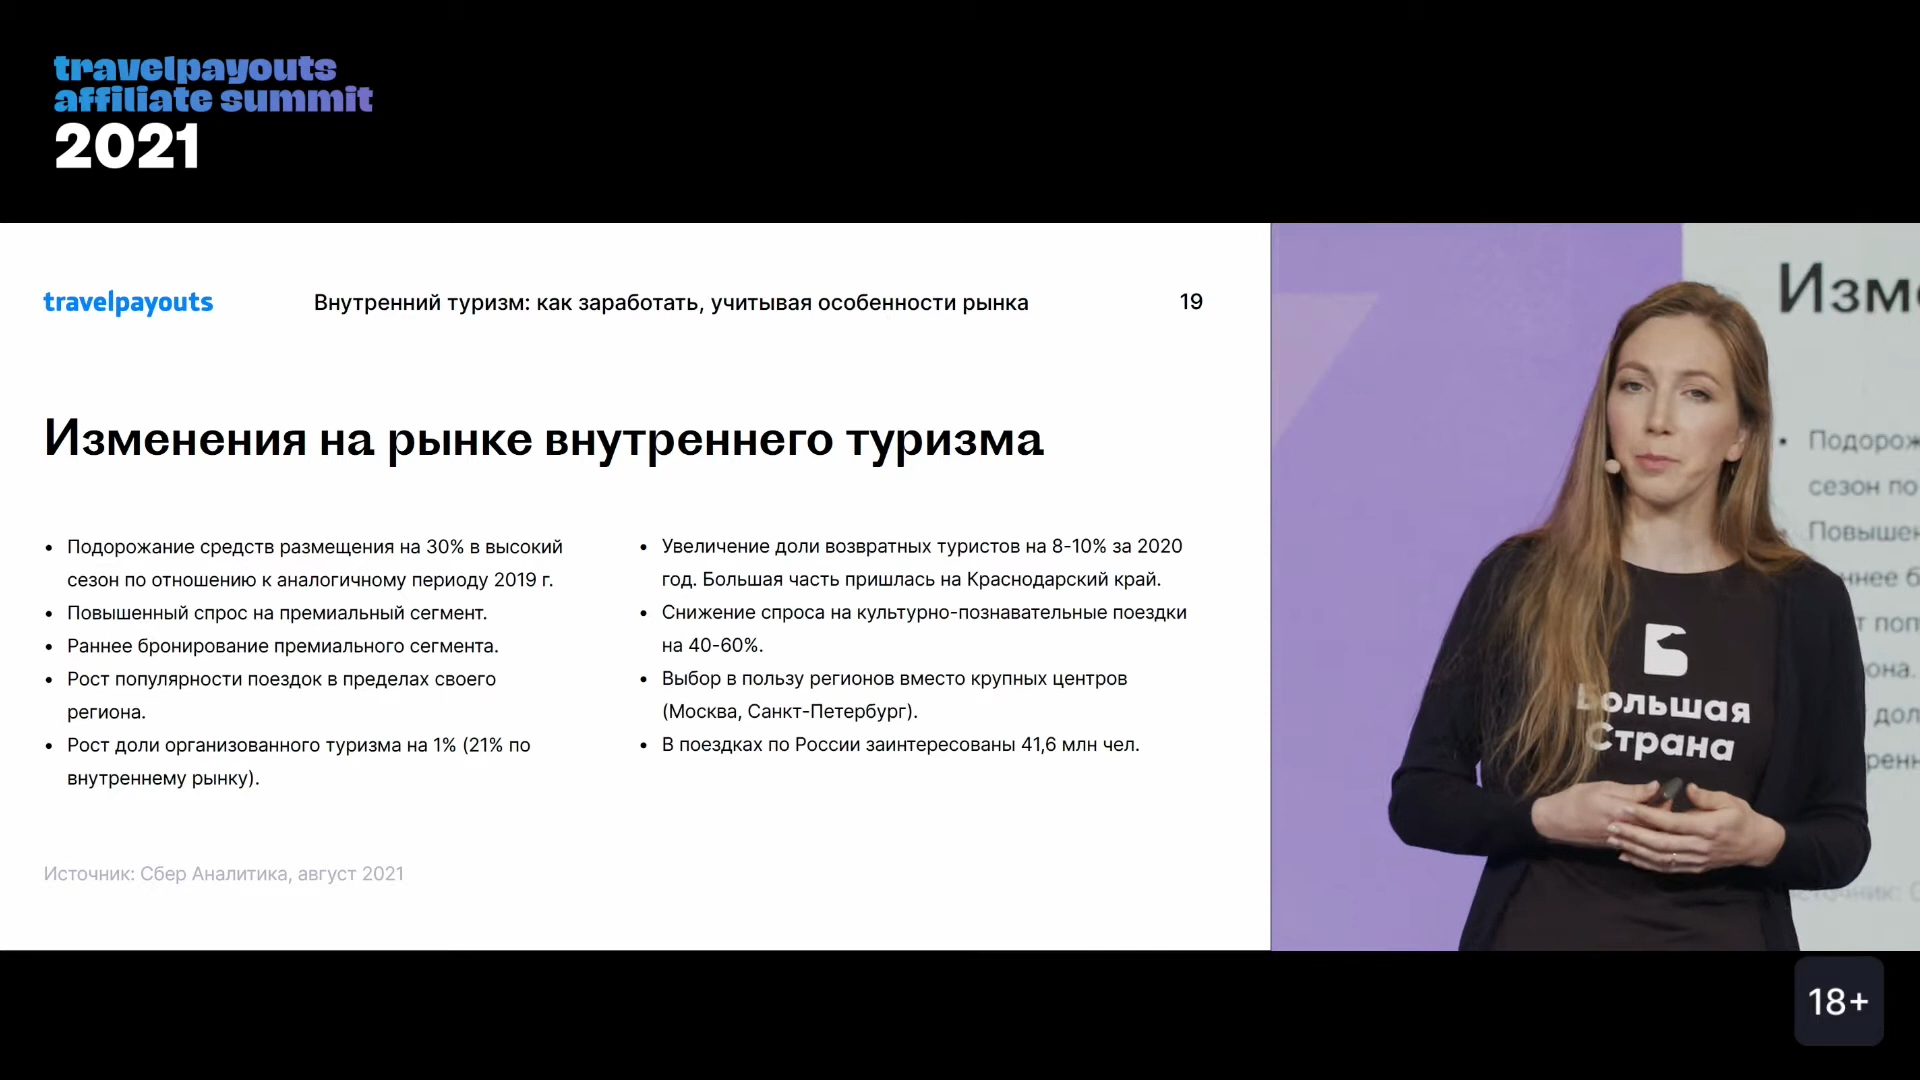 travelpayouts
affiliate summit
2021
travelpayouts
Внутренний туризм: как заработать, учитывая особенности рынка
19
Изменения на рынке внутреннего туризма
• Подорожание средств размещения на 30% в высокий
сезон по отношению к аналогичному периоду 2019 г.
• Повышенный спрос на премиальный сегмент.
• Раннее бронирование премиального сегмента.
• Рост популярности поездок в пределах своего
региона.
• Рост доли организованного туризма на 1% (21% по
внутреннему рынку).
• Увеличение доли возвратных туристов на 8-10% за 2020
год. Большая часть пришлась на Краснодарский край.
• Снижение спроса на культурно-познавательные поездки
на 40-60%.
• Выбор в пользу регионов вместо крупных центров
(Москва, Санкт-Петербург).
• В поездках по России заинтересованы 41,6 млн чел.
Источник: Сбер Аналитика, август 2021
Большая
Страна
сезон по
18+